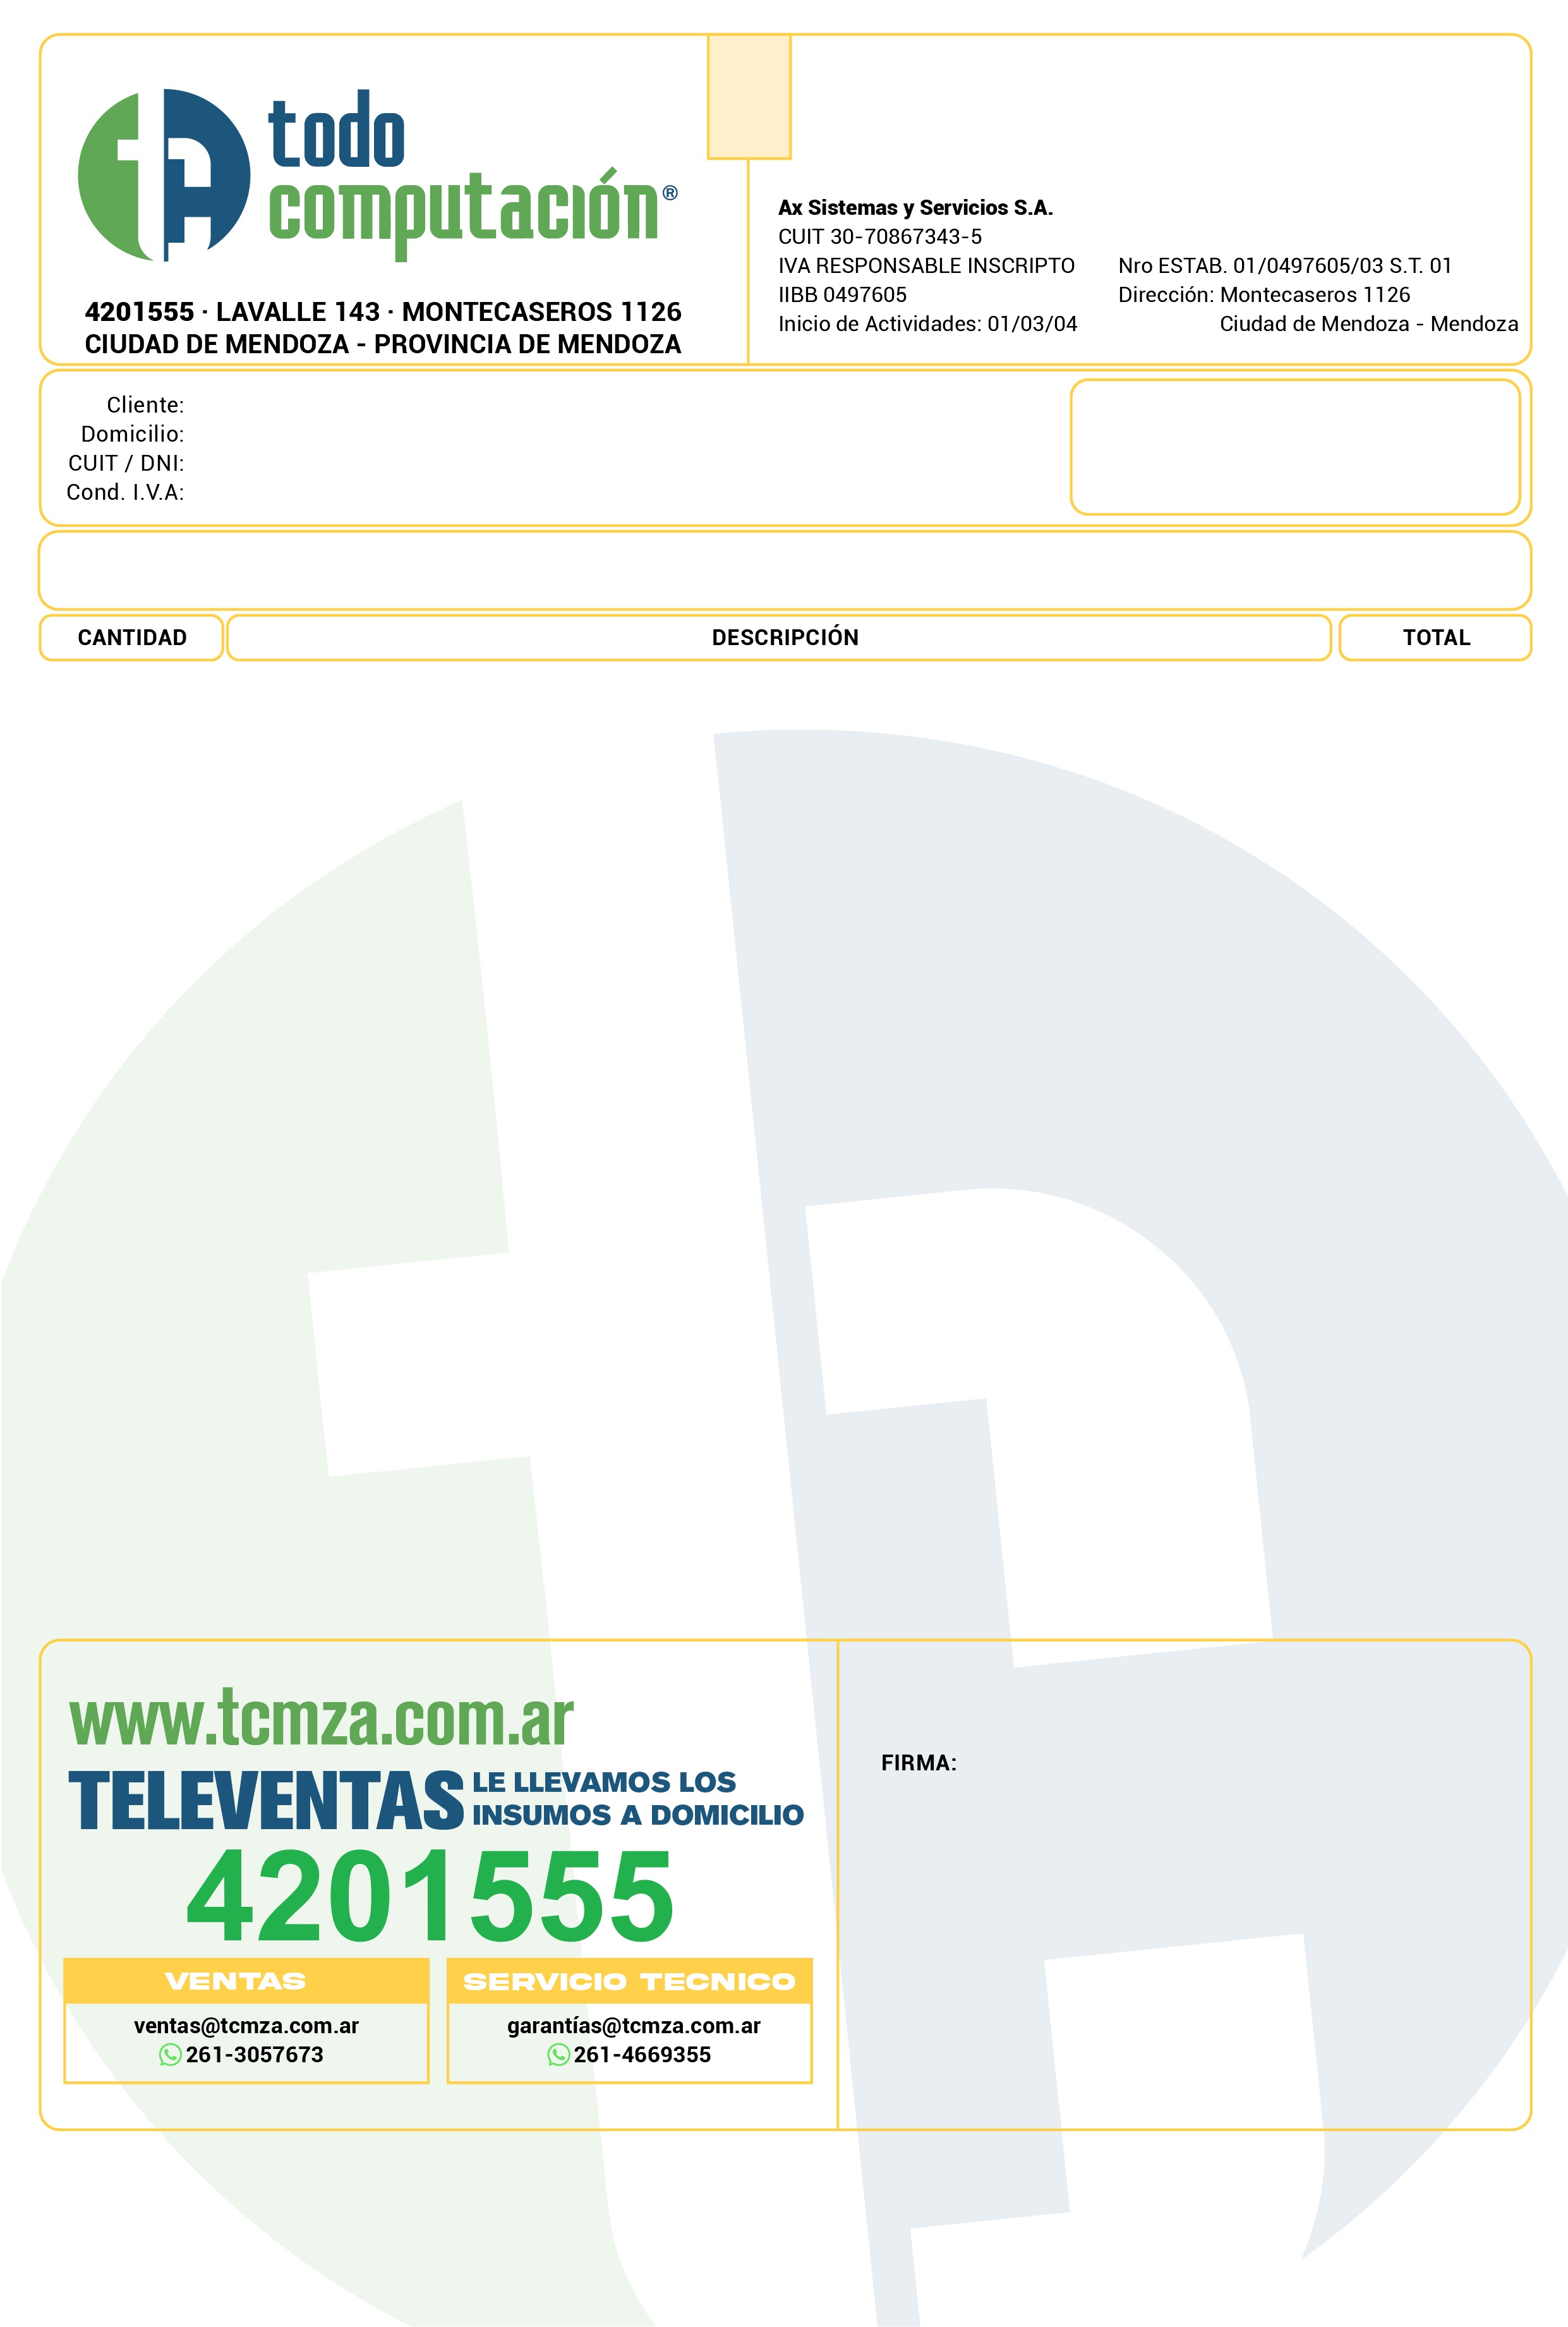 todo
computación®
4201555 · LAVALLE 143 · MONTECASEROS 1126
CIUDAD DE MENDOZA - PROVINCIA DE MENDOZA
Ax Sistemas y Servicios S.A.
CUIT 30-70867343-5
IVA RESPONSABLE INSCRIPTO
IIBB 0497605
Inicio de Actividades: 01/03/04
Nro ESTAB. 01/0497605/03 S.T. 01
Dirección: Montecaseros 1126
Ciudad de Mendoza - Mendoza
Cliente:
Domicilio:
CUIT / DNI:
Cond. I.V.A:
CANTIDAD DESCRIPCIÓN TOTAL
www.tcmza.com.ar
TELEVENTAS LE LLEVAMOS LOS
INSUMOS A DOMICILIO
4201555
VENTAS
ventas@tcmza.com.ar
261-3057673
SERVICIO TECNICO
garantías@tcmza.com.ar
261-4669355
FIRMA: